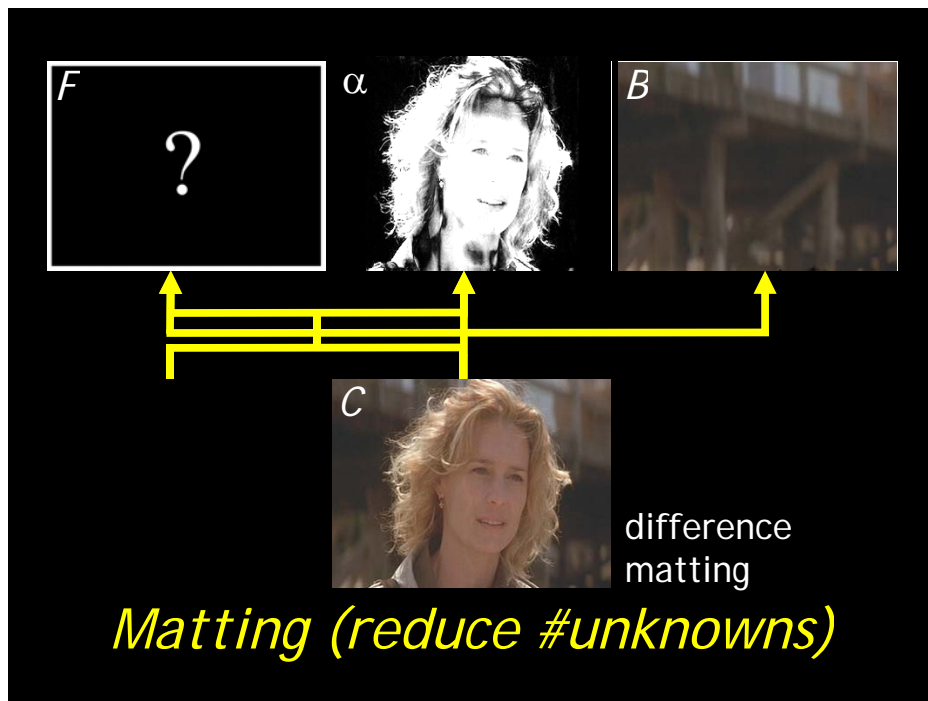 F
α
B
?
C
difference
matting
Matting (reduce #unknowns)